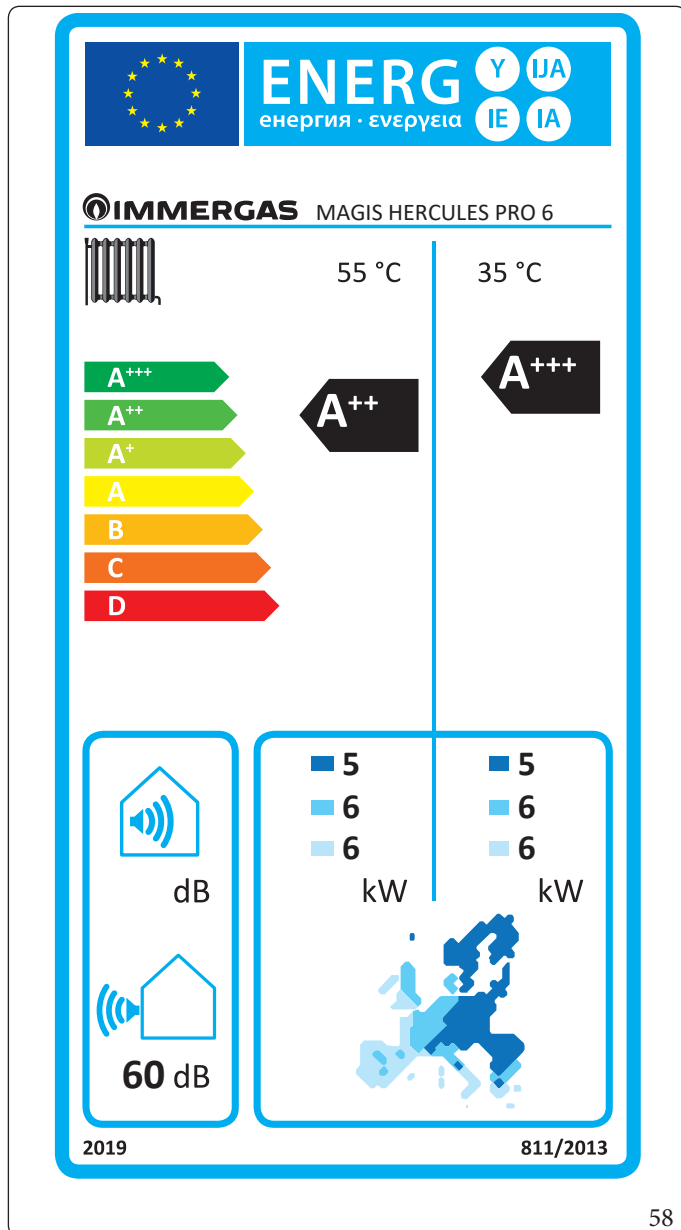 ENERG Y IJA
енергия · ενεργεια IE IA
IMMERGAS MAGIS HERCULES PRO 6
55 °C 35 °C
A+++ A+++
A++ A++
A+
A
B
C
D
5 5
6 6
6 6
dB kW kW
60 dB
2019 811/2013
58